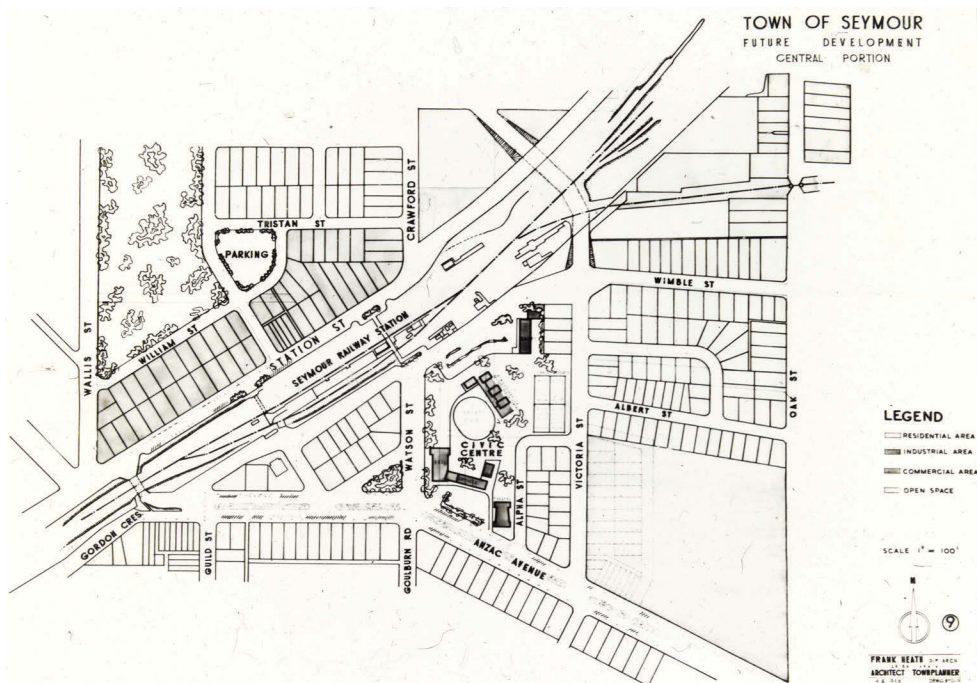 TOWN OF SEYMOUR
FUTURE DEVELOPMENT
CENTRAL PORTION
CRAWFORD ST
TRISTAN ST
PARKING
WIMBLE ST
WALLIS ST
WILLIAM ST
STATION ST
SEYMOUR RAILWAY STATION
OAK ST
ALBERT ST
WATSON ST
CIVIC
CENTRE
VICTORIA ST
ALPHA ST
ANZAC AVENUE
GORDON CRES
GUILD ST
GOULBURN RD
LEGEND
RESIDENTIAL AREA
INDUSTRIAL AREA
COMMERCIAL AREA
OPEN SPACE
SCALE 1" = 100'
N
9
FRANK HEATH DIP ARCH
ARCHITECT TOWNPLANNER